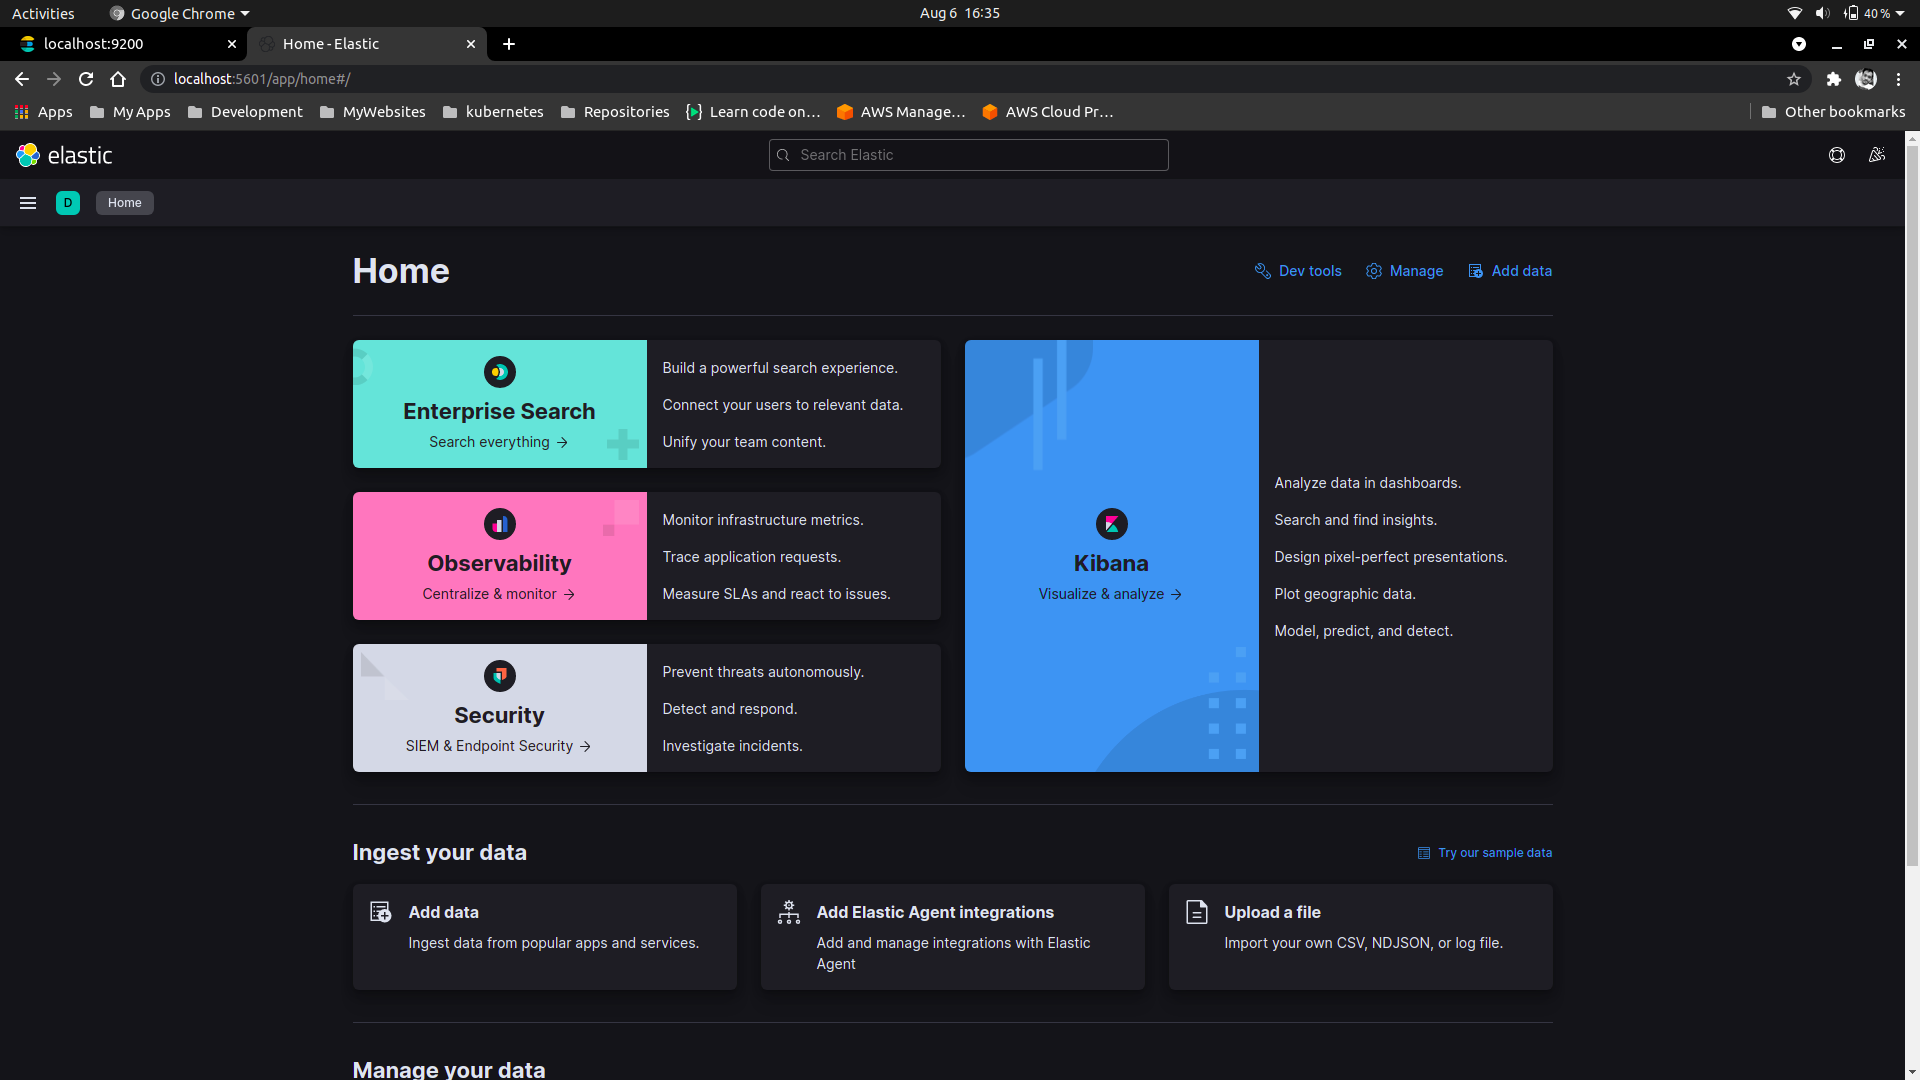 Activities
Google Chrome
Aug 6 16:35
40 %
localhost:9200
Home - Elastic
localhost:5601/app/home#/
Apps
My Apps
Development
MyWebsites
kubernetes
Repositories
Learn code on...
AWS Manage...
AWS Cloud Pr...
Other bookmarks
elastic
Search Elastic
D
Home
Home
Dev tools
Manage
Add data
Enterprise Search
Search everything →
Build a powerful search experience.
Connect your users to relevant data.
Unify your team content.
Observability
Centralize & monitor →
Monitor infrastructure metrics.
Trace application requests.
Measure SLAs and react to issues.
Security
SIEM & Endpoint Security →
Prevent threats autonomously.
Detect and respond.
Investigate incidents.
Kibana
Visualize & analyze →
Analyze data in dashboards.
Search and find insights.
Design pixel-perfect presentations.
Plot geographic data.
Model, predict, and detect.
Ingest your data
Try our sample data
Add data
Ingest data from popular apps and services.
Add Elastic Agent integrations
Add and manage integrations with Elastic
Agent
Upload a file
Import your own CSV, NDJSON, or log file.
Manage your data